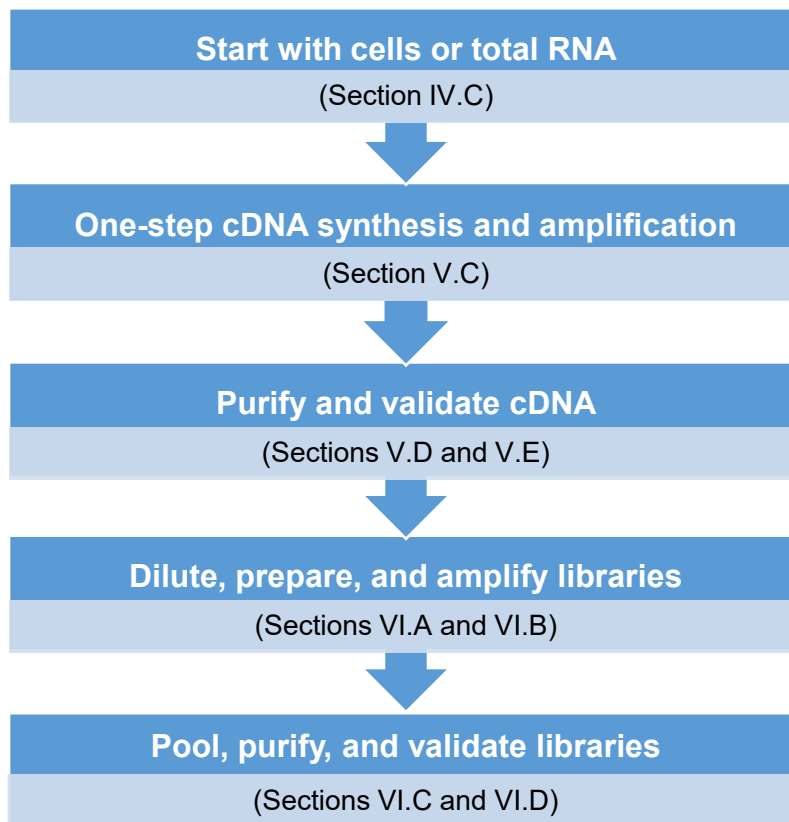 Start with cells or total RNA
(Section IV.C)
One-step cDNA synthesis and amplification
(Section V.C)
Purify and validate cDNA
(Sections V.D and V.E)
Dilute, prepare, and amplify libraries
(Sections VI.A and VI.B)
Pool, purify, and validate libraries
(Sections VI.C and VI.D)